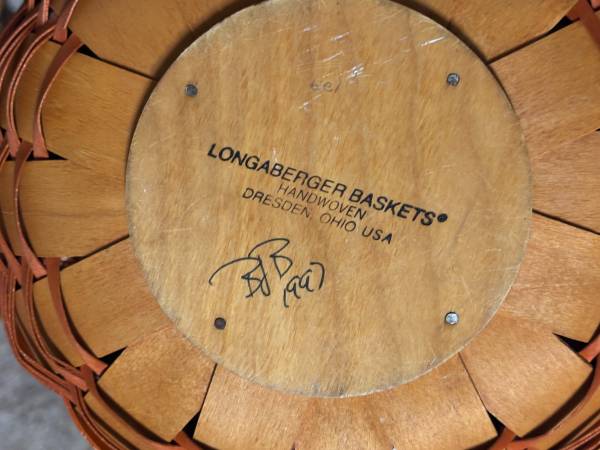 LONGABERGER BASKETS®
HANDWOVEN
DRESDEN, OHIO USA